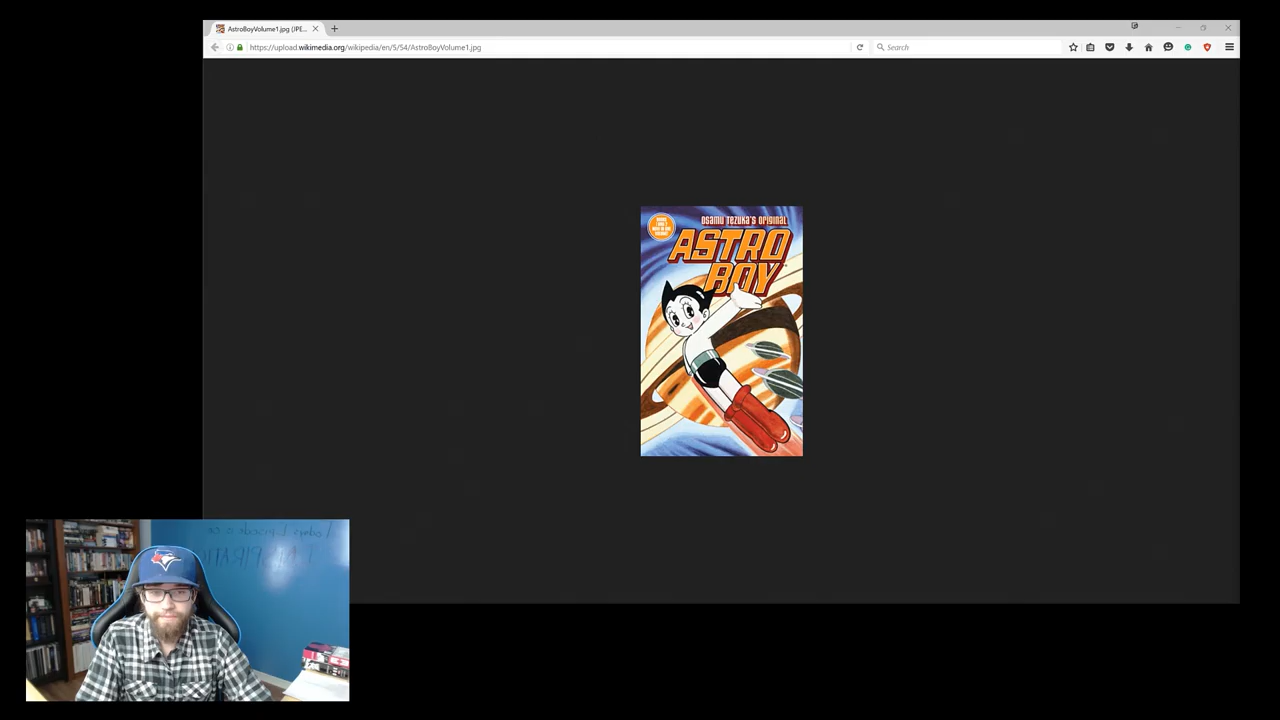 AstroBoyVolume1.jpg (JPE...
https://upload.wikimedia.org/wikipedia/en/5/54/AstroBoyVolume1.jpg
Search
OSAMU TEZUKA'S ORIGINAL
ASTRO
BOY